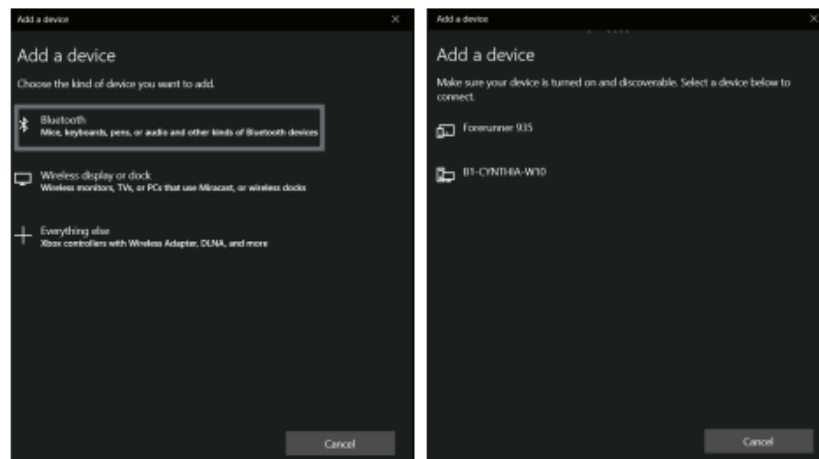 Add a device
Add a device
Choose the kind of device you want to add.
Bluetooth
Mice, keyboards, pens, or audio and other kinds of Bluetooth devices
Wireless display or dock
Wireless monitors, TVs, or PCs that use Miracast, or wireless docks
Everything else
Xbox controllers with Wireless Adapter, DLNA, and more
Cancel
Add a device
Add a device
Make sure your device is turned on and discoverable. Select a device below to
connect.
Forerunner 935
B1-CYNTHIA-W10
Cancel